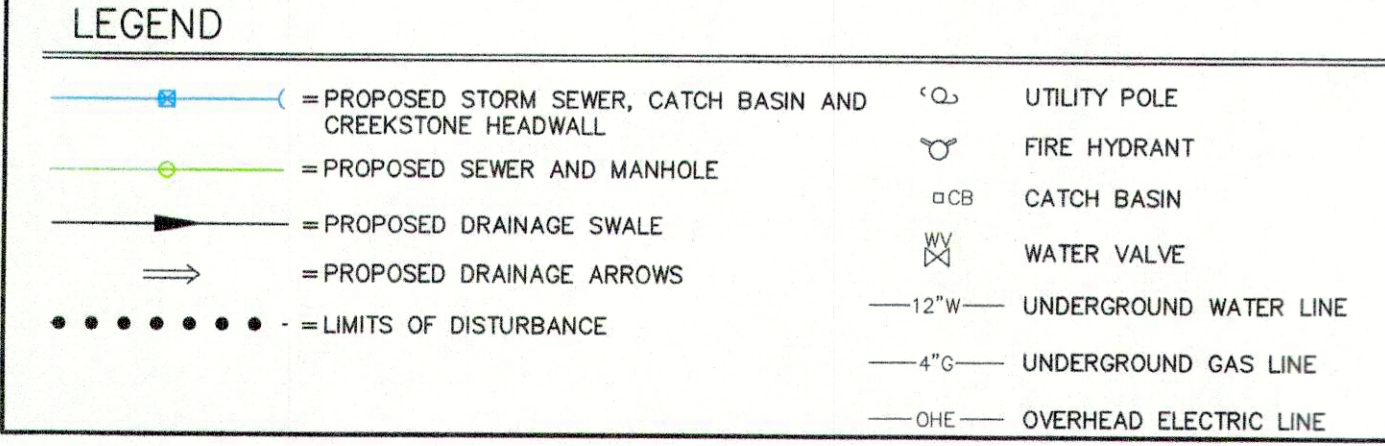 LEGEND
= PROPOSED STORM SEWER, CATCH BASIN AND
CREEKSTONE HEADWALL
= PROPOSED SEWER AND MANHOLE
= PROPOSED DRAINAGE SWALE
= PROPOSED DRAINAGE ARROWS
= LIMITS OF DISTURBANCE
UTILITY POLE
FIRE HYDRANT
CB CATCH BASIN
WV
WATER VALVE
12"W UNDERGROUND WATER LINE
4"G UNDERGROUND GAS LINE
OHE OVERHEAD ELECTRIC LINE